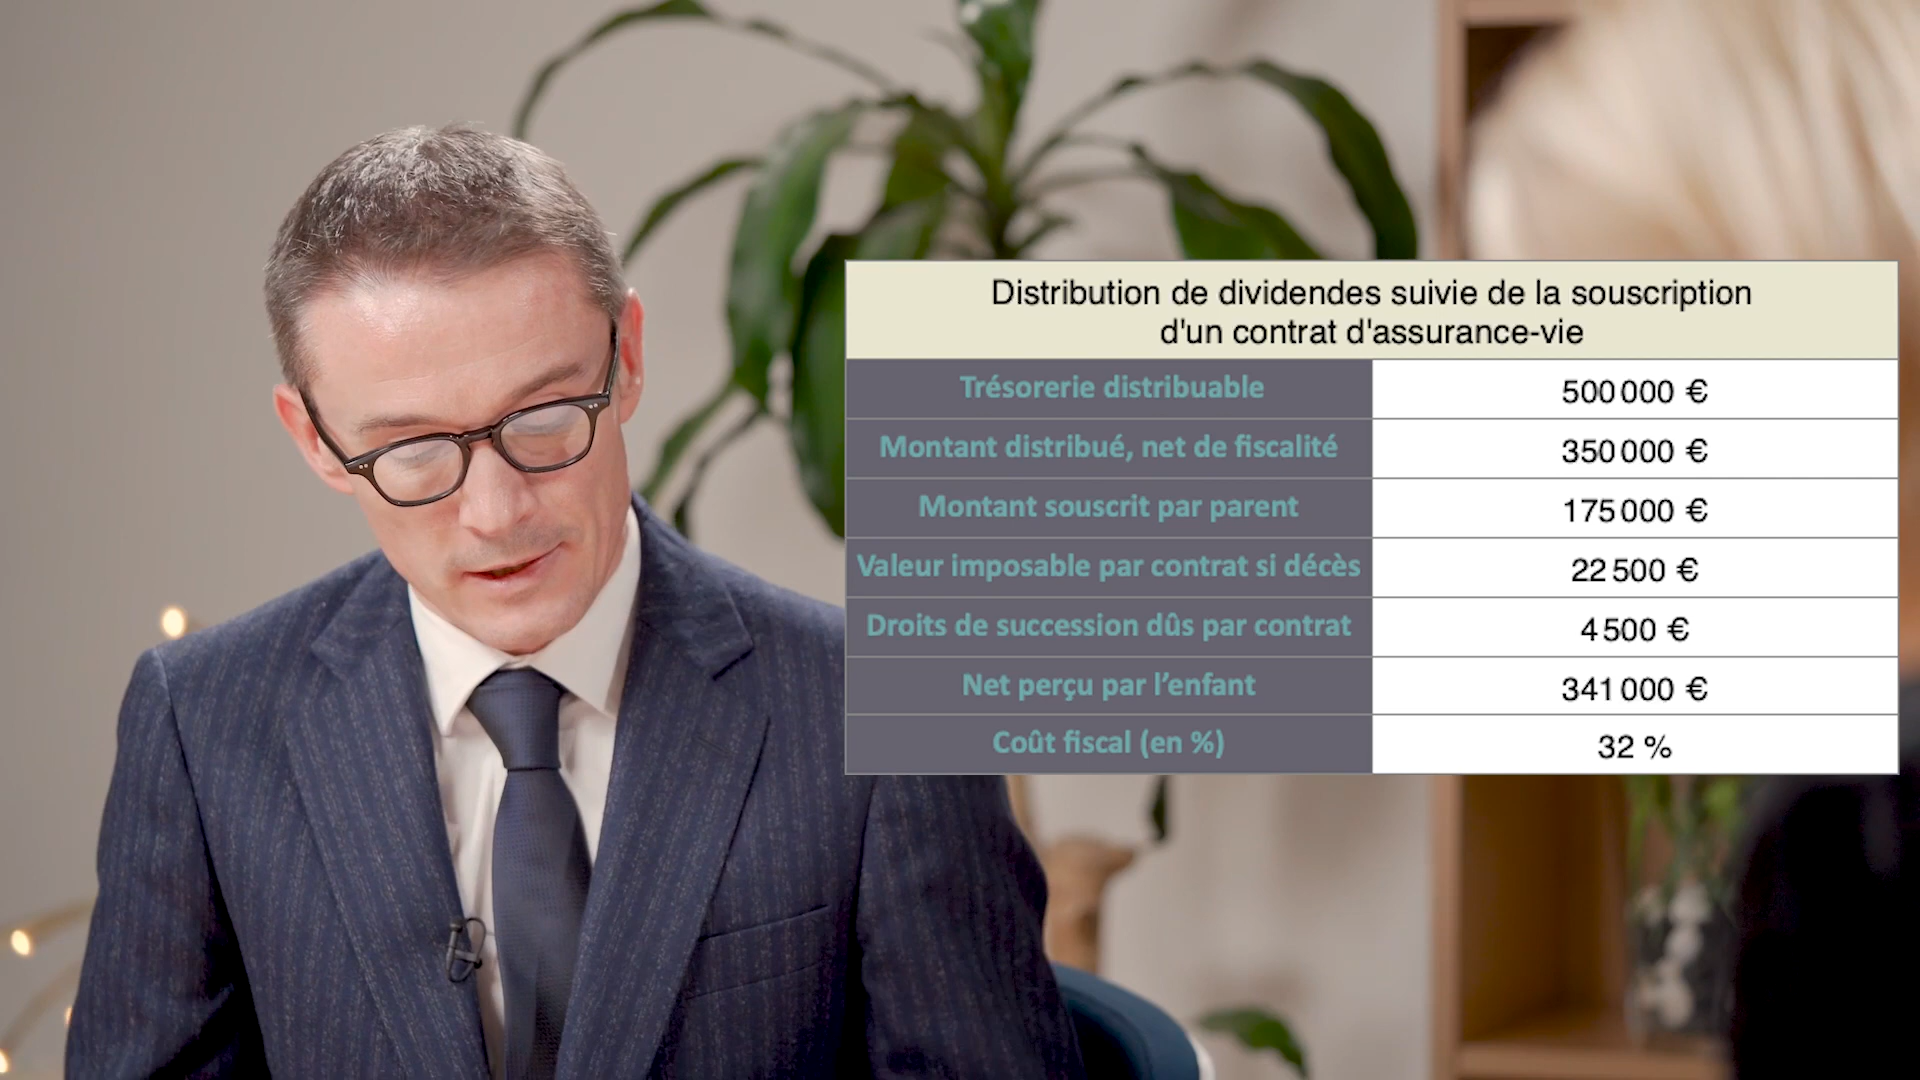 Distribution de dividendes suivie de la souscription
d'un contrat d'assurance-vie
Trésorerie distribuable 500 000 €
Montant distribué, net de fiscalité 350 000 €
Montant souscrit par parent 175 000 €
Valeur imposable par contrat si décès 22 500 €
Droits de succession dûs par contrat 4 500 €
Net perçu par l’enfant 341 000 €
Coût fiscal (en %) 32 %